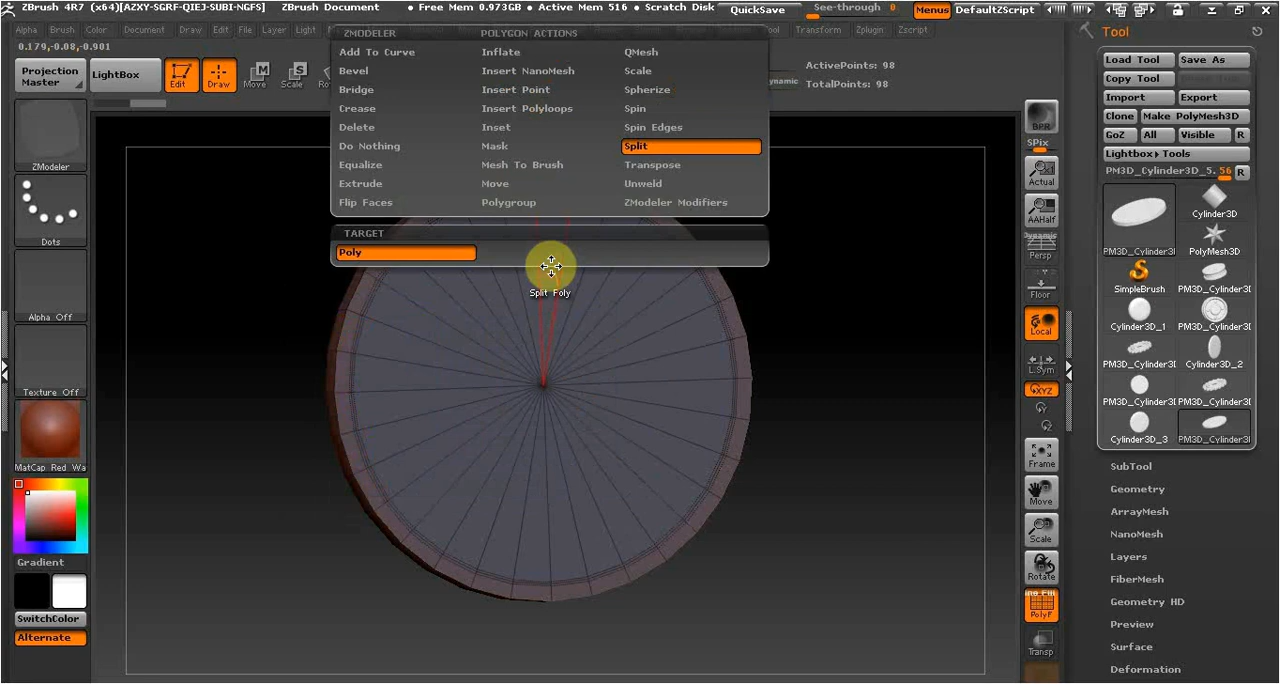 ZBrush 4R7 (x64)[AZXY-SGRF-QIEJ-SUBI-NGFS] ZBrush Document • Free Mem 0.973GB • Active Mem 516 • Scratch Disk QuickSave See-through 0 Menus DefaultZScript
Alpha Brush Color Document Draw Edit File Layer Light Transform Zplugin Zscript
Tool
0.179,-0.08,-0.981
Projection Master
LightBox
Edit
Draw
Move
Scale
ZMODELER POLYGON ACTIONS
Add To Curve Inflate QMesh
Bevel Insert NanoMesh Scale
Bridge Insert Point Spherize
Crease Insert Polyloops Spin
Delete Inset Spin Edges
Do Nothing Mask Split
Equalize Mesh To Brush Transpose
Extrude Move Unweld
Flip Faces Polygroup ZModeler Modifiers
TARGET
Poly
Split Poly
ActivePoints: 98
TotalPoints: 98
ZModeler
Dots
Alpha Off
Texture Off
MatCap Red Wa
Gradient
SwitchColor
Alternate
BPR
SPix
Actual
AAHalf
Dynamic
Persp
Floor
Local
L.Sym
XYZ
Frame
Move
Scale
Rotate
PolyF
Transp
Load Tool Save As
Copy Tool
Import Export
Clone Make PolyMesh3D
GoZ All Visible R
Lightbox▸Tools
PM3D_Cylinder3D_5. 56 R
Cylinder3D
PM3D_Cylinder3D PolyMesh3D
SimpleBrush PM3D_Cylinder3D
Cylinder3D_1 PM3D_Cylinder3D
PM3D_Cylinder3D Cylinder3D_2
PM3D_Cylinder3D PM3D_Cylinder3D
Cylinder3D_3 PM3D_Cylinder3D
SubTool
Geometry
ArrayMesh
NanoMesh
Layers
FiberMesh
Geometry HD
Preview
Surface
Deformation